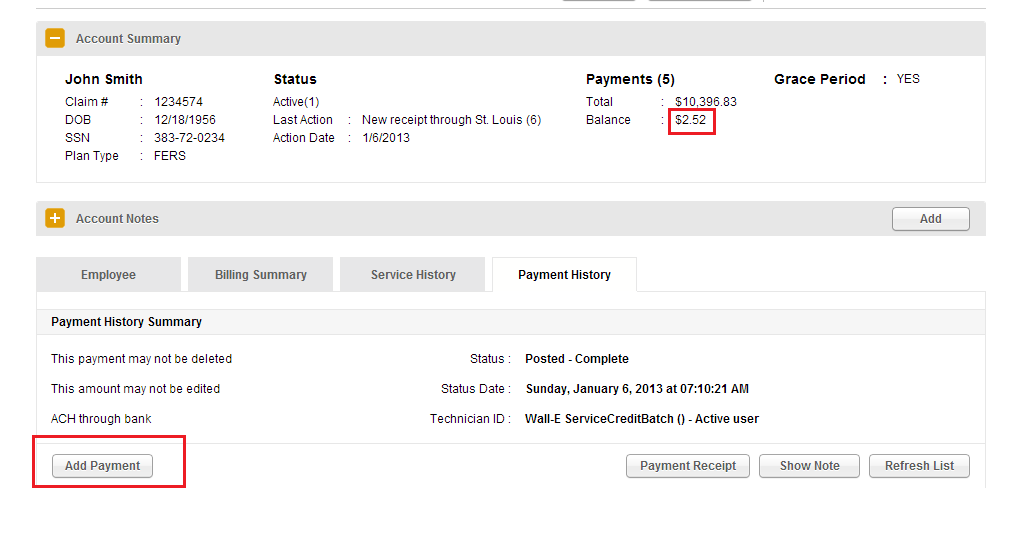 Account Summary
John Smith
Claim # : 1234574
DOB : 12/18/1956
SSN : 383-72-0234
Plan Type : FERS
Status
Active(1)
Last Action : New receipt through St. Louis (6)
Action Date : 1/6/2013
Payments (5)
Total : $10,396.83
Balance : $2.52
Grace Period : YES
Account Notes Add
Employee Billing Summary Service History Payment History
Payment History Summary
This payment may not be deleted Status : Posted - Complete
This amount may not be edited Status Date : Sunday, January 6, 2013 at 07:10:21 AM
ACH through bank Technician ID : Wall-E ServiceCreditBatch () - Active user
Add Payment Payment Receipt Show Note Refresh List